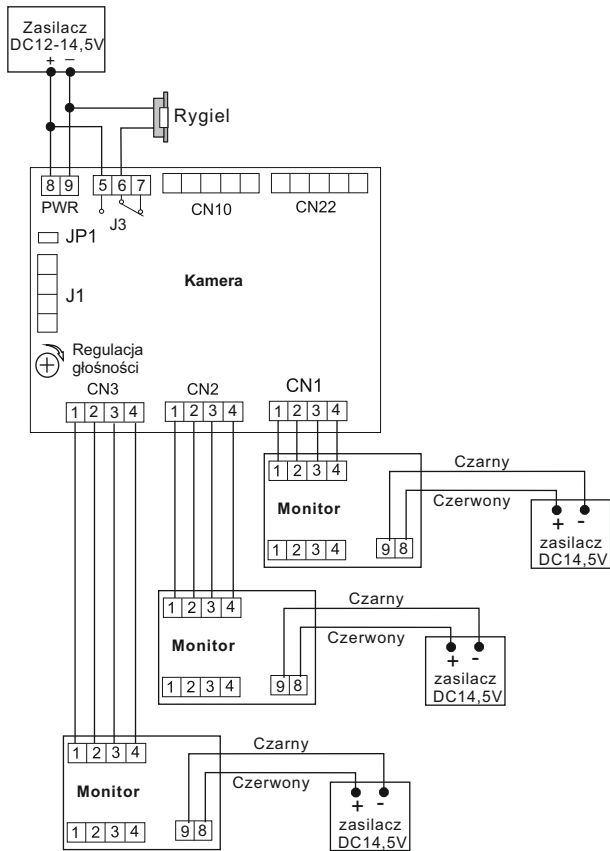 Zasilacz
DC12-14,5V
+ −
Rygiel
8 9
5 6 7
PWR
J3
CN10
CN22
JP1
J1
Kamera
Regulacja
głośności
CN3
CN2
CN1
1 2 3 4
1 2 3 4
1 2 3 4
1 2 3 4
Monitor
1 2 3 4
9 8
Czarny
Czerwony
+ -
zasilacz
DC14,5V
1 2 3 4
Monitor
1 2 3 4
9 8
Czarny
Czerwony
+ -
zasilacz
DC14,5V
1 2 3 4
Monitor
1 2 3 4
9 8
Czarny
Czerwony
+ -
zasilacz
DC14,5V